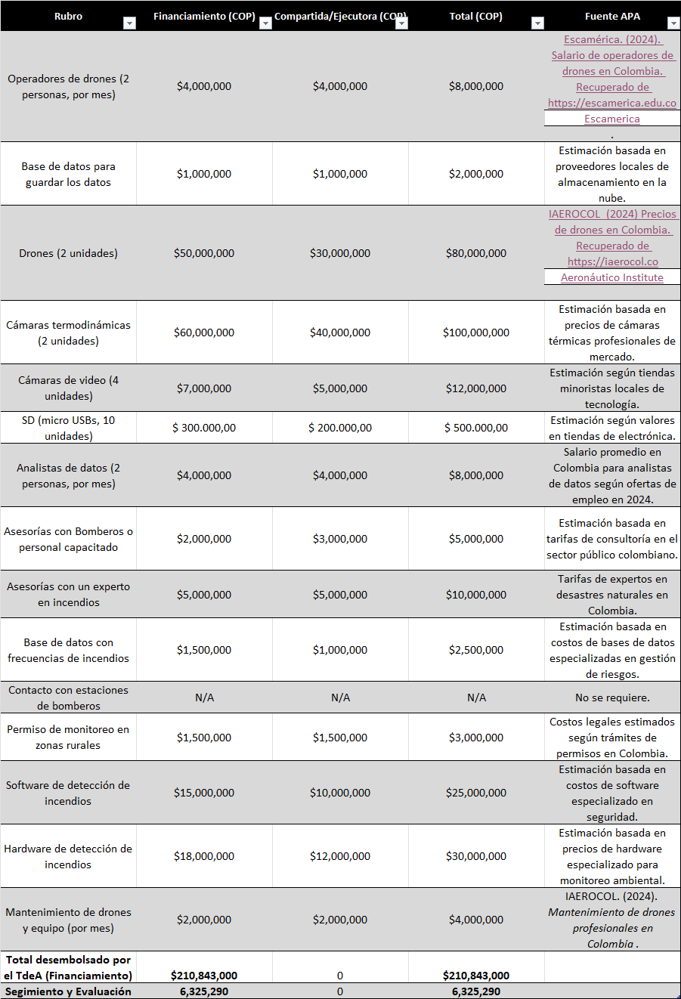 Rubro Financiamiento (COP) Compartida/Ejecutora (COP) Total (COP) Fuente APA
Operadores de drones (2
personas, por mes)
$4,000,000 $4,000,000 $8,000,000
Escamérica. (2024).
Salario de operadores de
drones en Colombia.
Recuperado de
https://escamerica.edu.co
Escamerica
.
Base de datos para
guardar los datos
$1,000,000 $1,000,000 $2,000,000
Estimación basada en
proveedores locales de
almacenamiento en la
nube.
Drones (2 unidades) $50,000,000 $30,000,000 $80,000,000
IAEROCOL (2024) Precios
de drones en Colombia.
Recuperado de
https://iaerocol.co
Aeronáutico Institute
Cámaras termodinámicas
(2 unidades)
$60,000,000 $40,000,000 $100,000,000
Estimación basada en
precios de cámaras
térmicas profesionales de
mercado.
Cámaras de video (4
unidades)
$7,000,000 $5,000,000 $12,000,000
Estimación según tiendas
minoristas locales de
tecnología.
SD (micro USBs, 10
unidades)
$ 300.000,00 $ 200.000,00 $ 500.000,00
Estimación según valores
en tiendas de electrónica.
Analistas de datos (2
personas, por mes)
$4,000,000 $4,000,000 $8,000,000
Salario promedio en
Colombia para analistas
de datos según ofertas de
empleo en 2024.
Asesorías con Bomberos o
personal capacitado
$2,000,000 $3,000,000 $5,000,000
Estimación basada en
tarifas de consultoría en el
sector público colombiano.
Asesorías con un experto
en incendios
$5,000,000 $5,000,000 $10,000,000
Tarifas de expertos en
desastres naturales en
Colombia.
Base de datos con
frecuencias de incendios
$1,500,000 $1,000,000 $2,500,000
Estimación basada en
costos de bases de datos
especializadas en gestión
de riesgos.
Contacto con estaciones
de bomberos
N/A N/A N/A No se requiere.
Permiso de monitoreo en
zonas rurales
$1,500,000 $1,500,000 $3,000,000
Costos legales estimados
según trámites de
permisos en Colombia.
Software de detección de
incendios
$15,000,000 $10,000,000 $25,000,000
Estimación basada en
costos de software
especializado en
seguridad.
Hardware de detección de
incendios
$18,000,000 $12,000,000 $30,000,000
Estimación basada en
precios de hardware
especializado para
monitoreo ambiental.
Mantenimiento de drones
y equipo (por mes)
$2,000,000 $2,000,000 $4,000,000
IAEROCOL. (2024).
Mantenimiento de drones
profesionales en
Colombia .
Total desembolsado por
el TdeA (Financiamiento) $210,843,000 0 $210,843,000
Segimiento y Evaluación 6,325,290 0 6,325,290